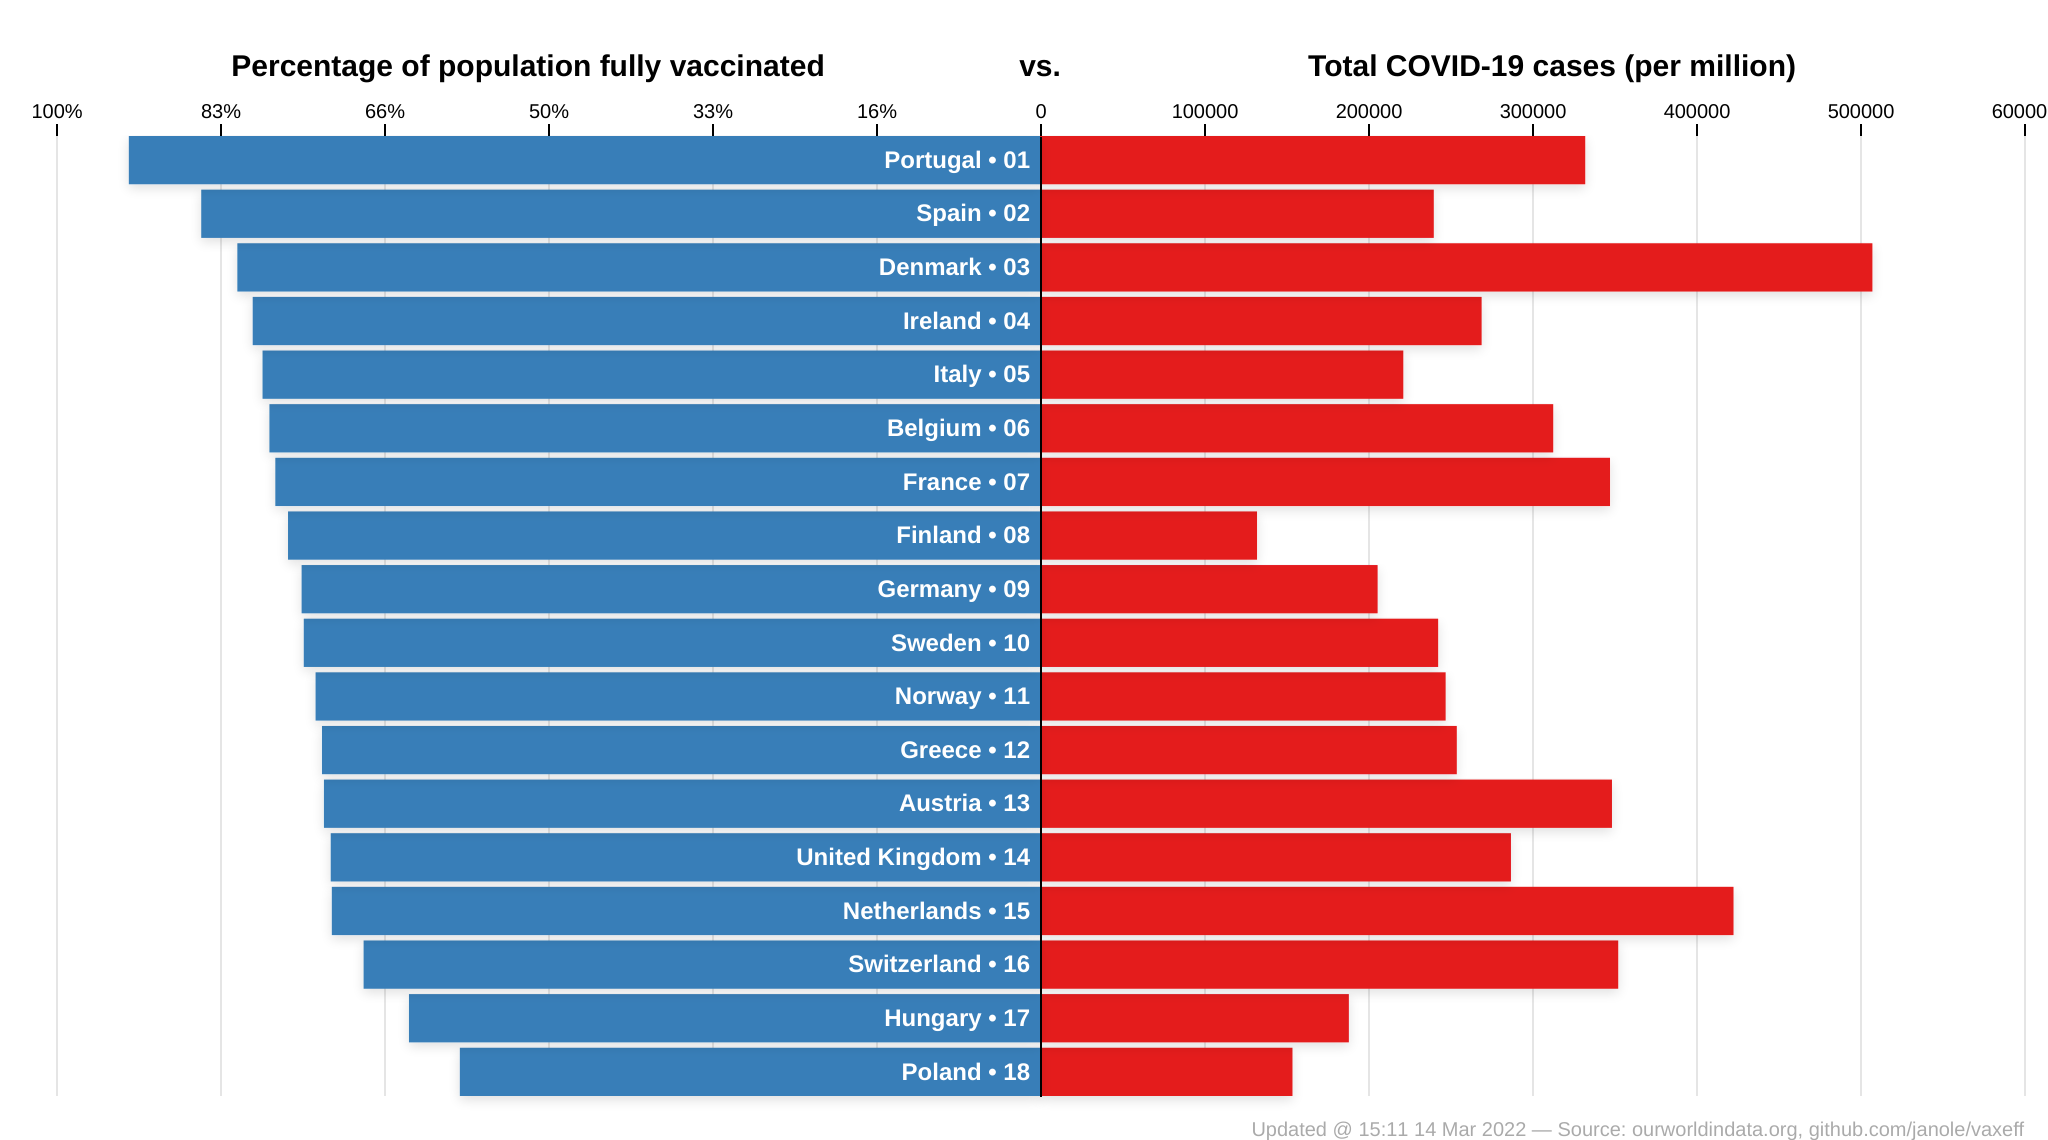 Percentage of population fully vaccinated vs. Total COVID-19 cases (per million)
100% 83% 66% 50% 33% 16% 0 100000 200000 300000 400000 500000 60000
Portugal • 01
Spain • 02
Denmark • 03
Ireland • 04
Italy • 05
Belgium • 06
France • 07
Finland • 08
Germany • 09
Sweden • 10
Norway • 11
Greece • 12
Austria • 13
United Kingdom • 14
Netherlands • 15
Switzerland • 16
Hungary • 17
Poland • 18
Updated @ 15:11 14 Mar 2022 — Source: ourworldindata.org, github.com/janole/vaxeff